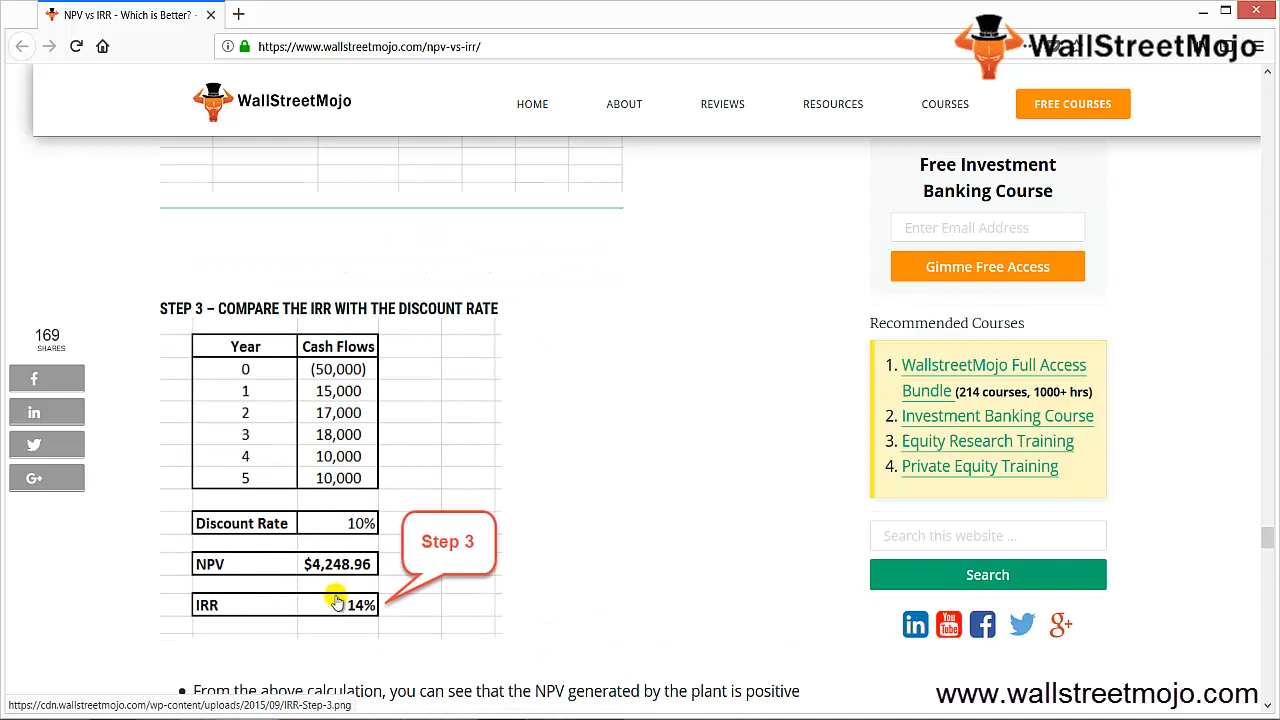 NPV vs IRR - Which is Better? -
https://www.wallstreetmojo.com/npv-vs-irr/
WallStreetMojo
WallStreetMojo
HOME
ABOUT
REVIEWS
RESOURCES
COURSES
FREE COURSES
Free Investment
Banking Course
Enter Email Address
Gimme Free Access
STEP 3 – COMPARE THE IRR WITH THE DISCOUNT RATE
169
SHARES
Year Cash Flows
0 (50,000)
1 15,000
2 17,000
3 18,000
4 10,000
5 10,000
Discount Rate 10%
NPV $4,248.96
IRR 14%
Step 3
Recommended Courses
1. WallstreetMojo Full Access
Bundle (214 courses, 1000+ hrs)
2. Investment Banking Course
3. Equity Research Training
4. Private Equity Training
Search this website ...
Search
in
You
Tube
f
G+
f
in
G+
• From the above calculation, you can see that the NPV generated by the plant is positive
https://cdn.wallstreetmojo.com/wp-content/uploads/2015/09/IRR-Step-3.png
www.wallstreetmojo.com